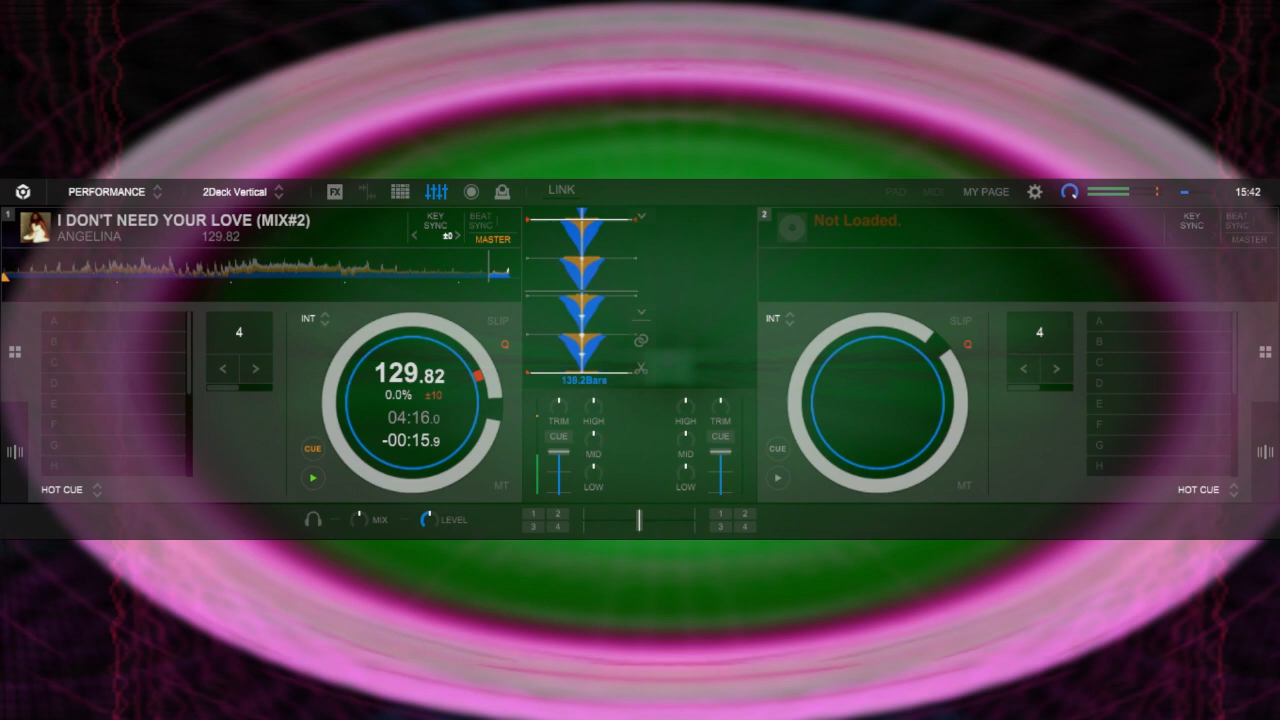 PERFORMANCE 2Deck Vertical FX LINK PAD MIDI MY PAGE 15:42
1 I DON'T NEED YOUR LOVE (MIX#2) KEY SYNC BEAT SYNC 2 Not Loaded. KEY SYNC BEAT SYNC
ANGELINA 129.82 < ±0 > MASTER MASTER
INT SLIP INT SLIP
4 Q 4 Q
A A
B B
C C
D D
E E
F F
G G
H H
< > < >
129.82
0.0% ±10
04:16.0
-00:15.9
CUE CUE
MT MT
139.2Bars
TRIM HIGH HIGH TRIM
CUE MID MID CUE
LOW LOW
HOT CUE HOT CUE
MIX LEVEL
1 2 1 2
3 4 3 4